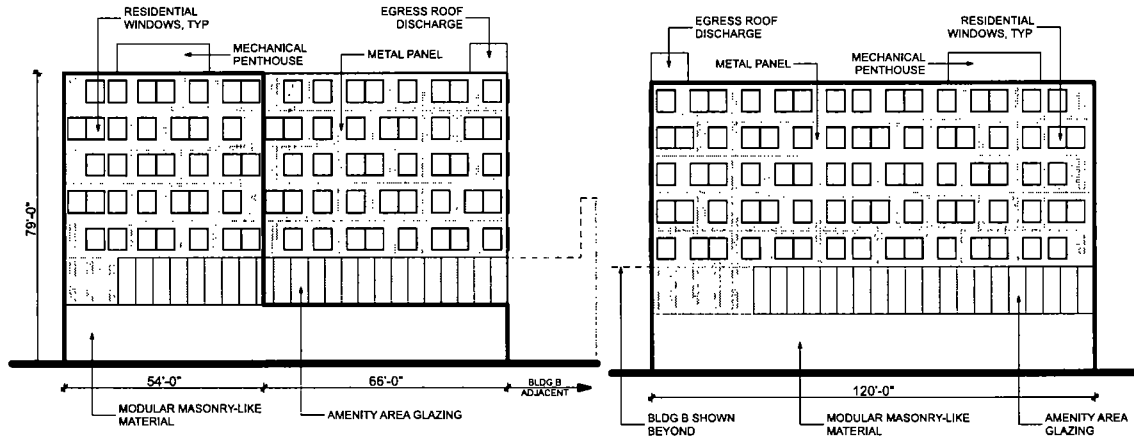 RESIDENTIAL
WINDOWS, TYP
MECHANICAL
PENTHOUSE
METAL PANEL
EGRESS ROOF
DISCHARGE
79'-0"
54'-0"
66'-0"
BLDG B
ADJACENT
MODULAR MASONRY-LIKE
MATERIAL
AMENITY AREA GLAZING
EGRESS ROOF
DISCHARGE
METAL PANEL
MECHANICAL
PENTHOUSE
RESIDENTIAL
WINDOWS, TYP
120'-0"
BLDG B SHOWN
BEYOND
MODULAR MASONRY-LIKE
MATERIAL
AMENITY AREA
GLAZING